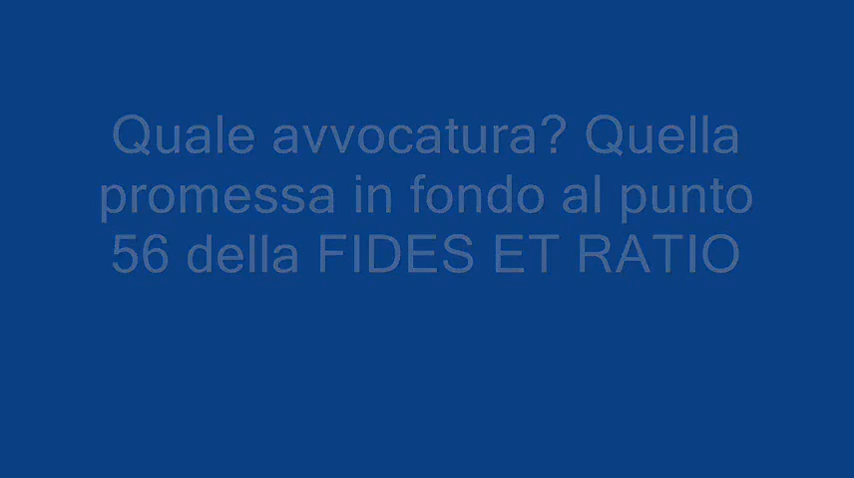 Quale avvocatura? Quella
promessa in fondo al punto
56 della FIDES ET RATIO